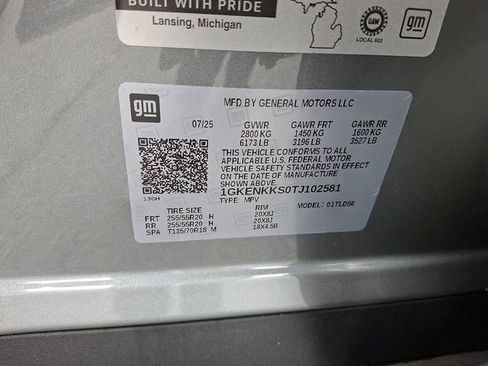 BUILT WITH PRIDE
Lansing, Michigan
UAW
LOCAL 602
gm
gm
MFD BY GENERAL MOTORS LLC
07/25 GVWR GAWR FRT GAWR RR
2800 KG 1450 KG 1600 KG
6173 LB 3196 LB 3527 LB
THIS VEHICLE CONFORMS TO ALL
APPLICABLE U.S. FEDERAL MOTOR
VEHICLE SAFETY STANDARDS IN EFFECT
ON THE DATE OF MANUFACTURE
SHOWN ABOVE.
1GKENKKS0TJ102581
130H
TYPE: MPV MODEL: 01TLD56
TIRE SIZE RIM
FRT 255/55R20 H 20X8J
RR 255/55R20 H 20X8J
SPA T135/70R18 M 18X4.5B